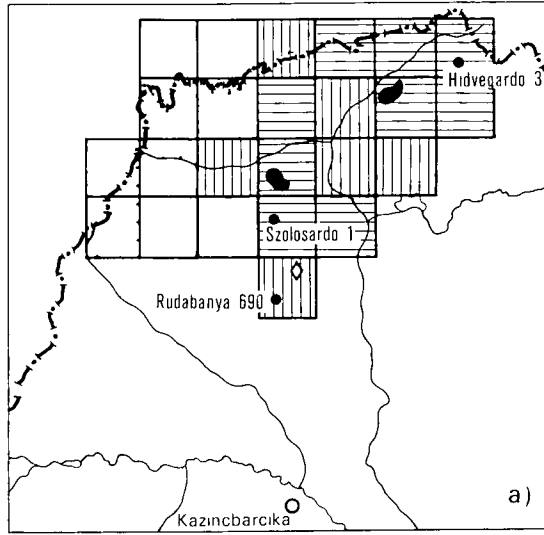 Hidvegardo 3
Szolosardo 1
Rudabanya 690
a)
Kazincbarcika